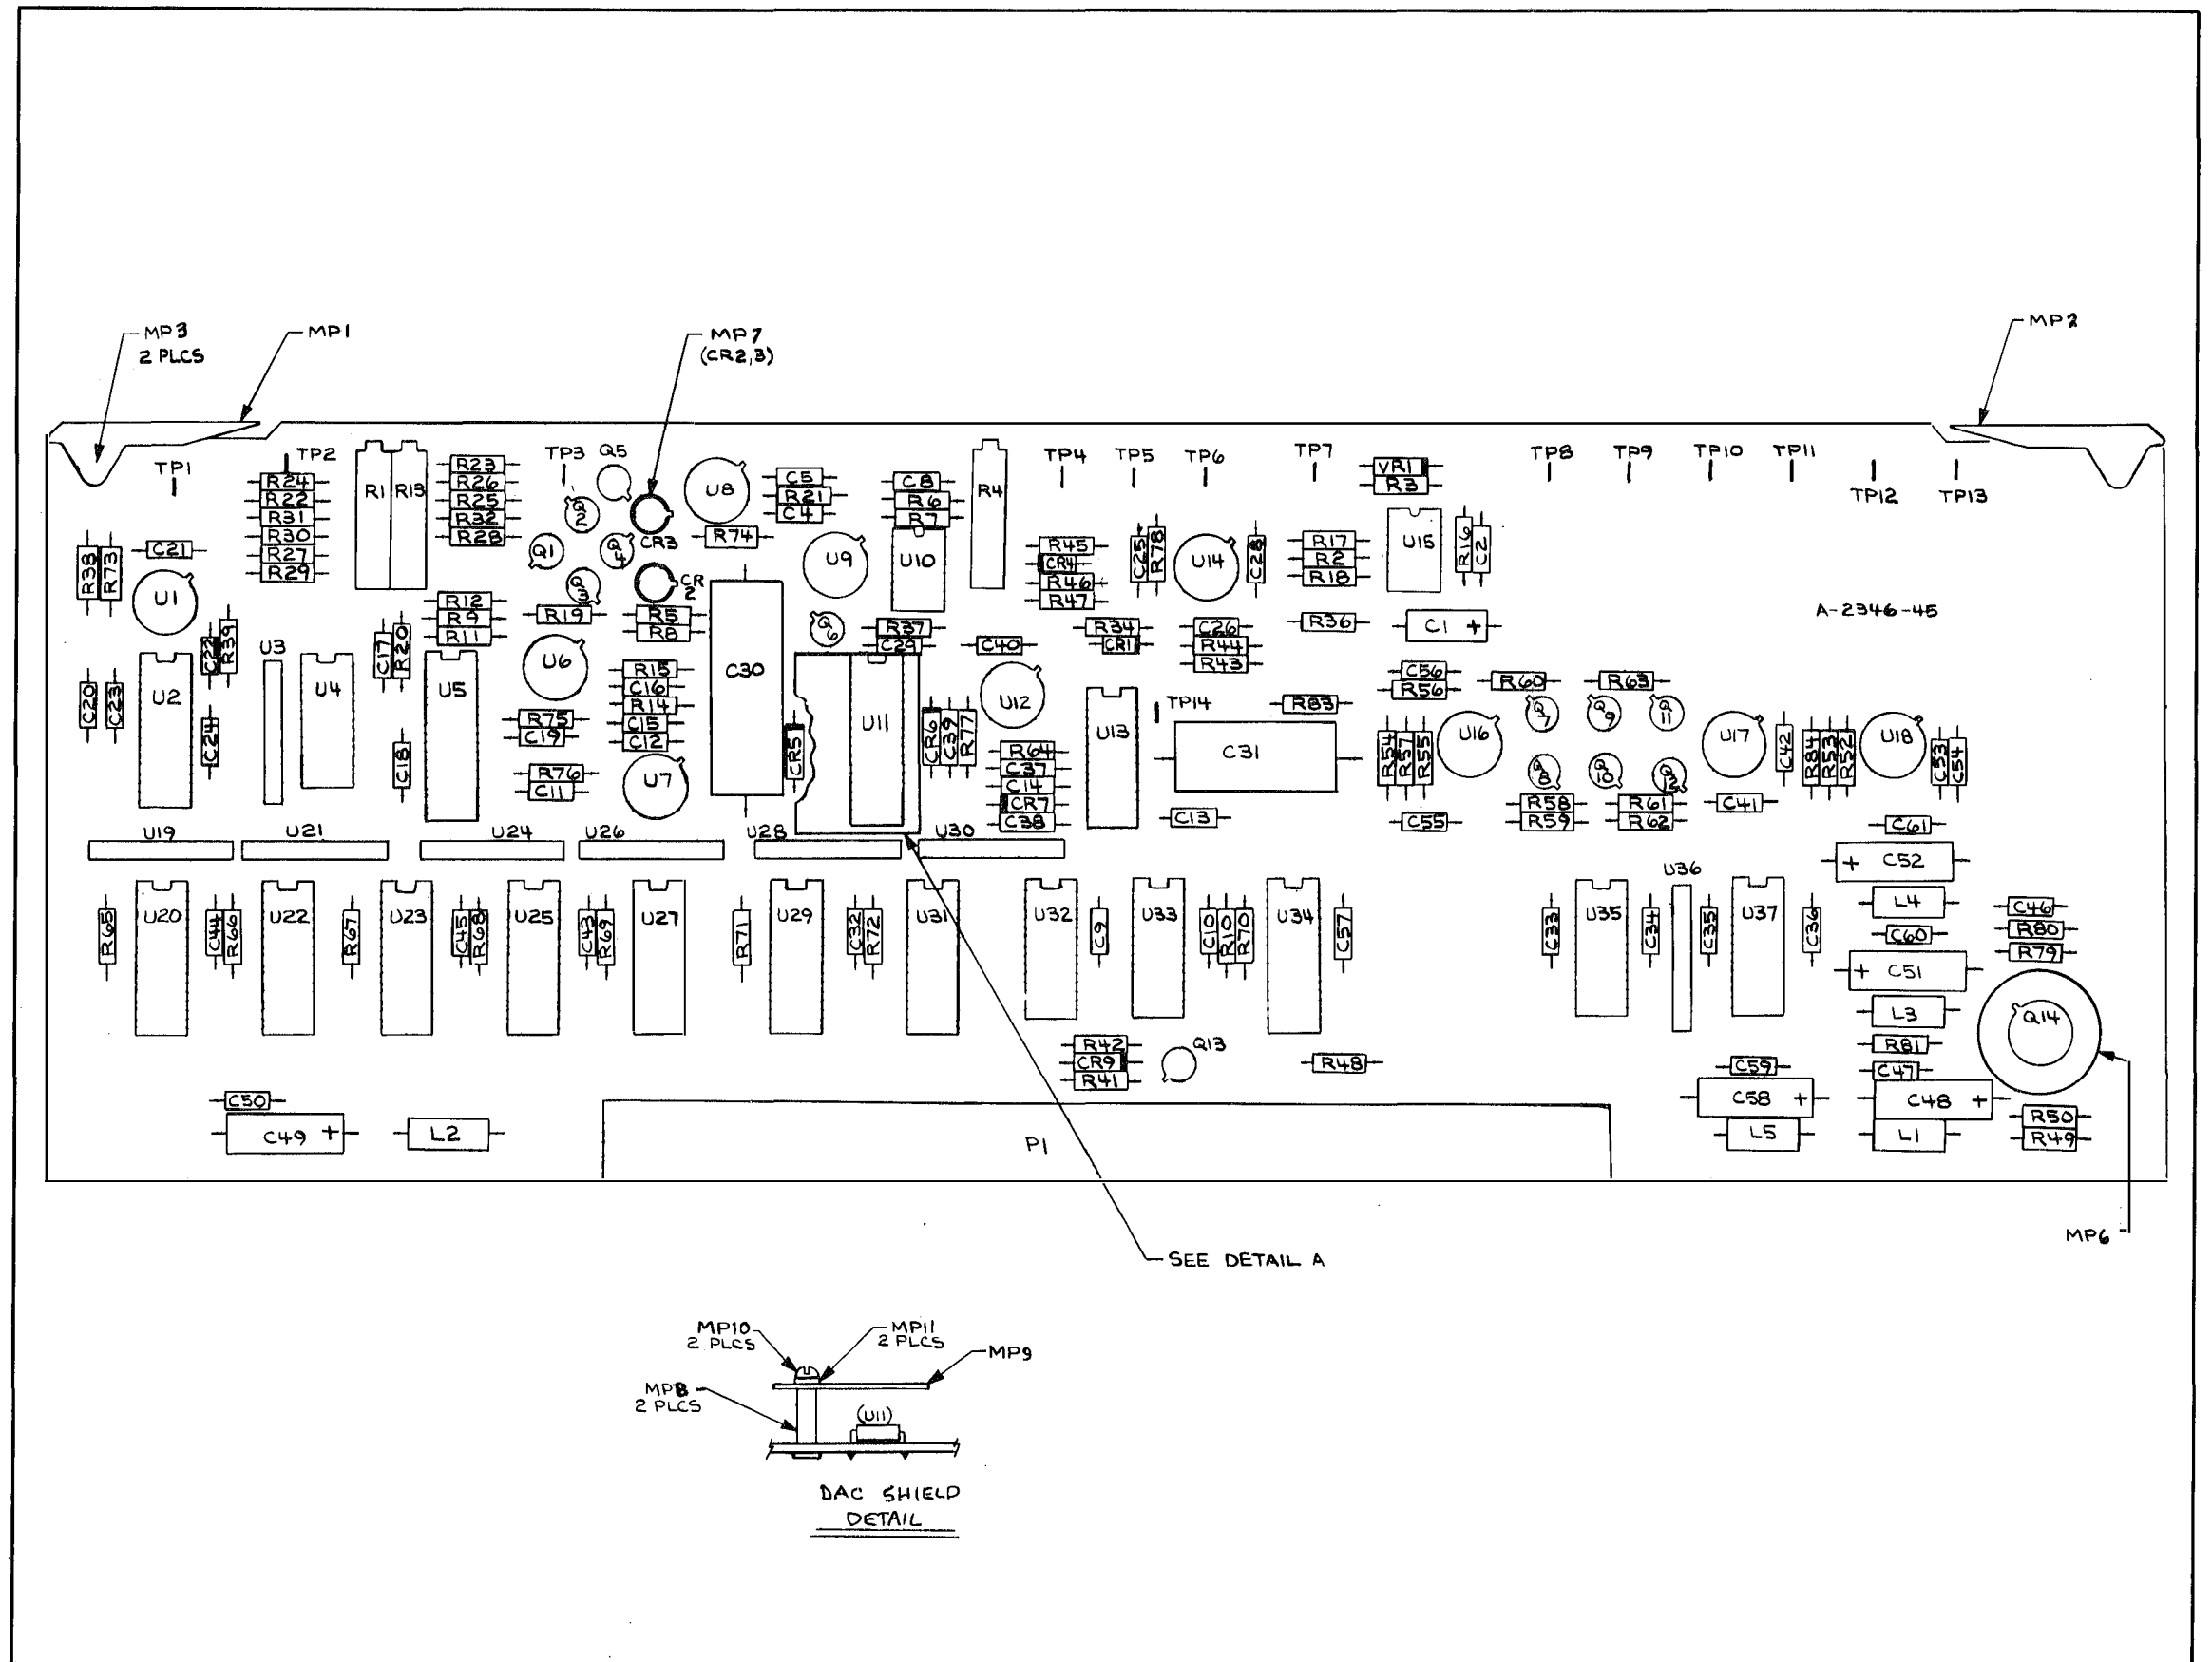 MP3
2 PLCS
MP1
MP7
(CR2,3)
MP2
TP1
TP2
TP3
Q5
TP4
TP5
TP6
TP7
TP8
TP9
TP10
TP11
TP12
TP13
R24
R22
R31
R30
R27
R29
R1
R13
R23
R26
R25
R32
R28
Q2
Q1
Q4
Q3
CR3
CR
2
U8
R74
C5
R21
C4
C8
R6
R7
U9
U10
R4
R45
CR4
R46
R47
C25
R78
U14
C28
R17
R2
R18
VR1
R3
U15
R16
C2
R38
R73
C21
U1
C22
R39
U3
C17
R20
R12
R9
R11
R19
R5
R8
Q6
R37
C29
C40
R34
CR1
C26
R44
R43
R36
C1 +
A-2346-45
C20
C23
U2
C24
U4
C18
U5
U6
R75
C19
R76
C11
R15
C16
R14
C15
C12
U7
C30
CR5
U11
CR6
C39
R77
U12
R64
C37
C14
CR7
C38
U13
TP14
C31
C13
R83
C56
R56
R54
R57
R55
C55
U16
R60
R63
Q7
Q9
Q11
Q8
Q10
Q12
R58
R59
R61
R62
U17
C42
C41
R84
R53
R52
U18
C53
C54
U19
U21
U24
U26
U28
U30
C61
+ C52
U36
R65
U20
C44
R66
U22
R67
U23
C45
R68
U25
C43
R69
U27
R71
U29
C32
R72
U31
U32
C9
U33
C10
R10
R70
U34
C57
C33
U35
C34
C35
U37
C36
L4
C60
+ C51
L3
R81
C47
C46
R80
R79
Q14
R42
CR9
R41
Q13
R48
C59
C58 +
L5
C48 +
L1
R50
R49
C50
C49 +
L2
P1
MP6
SEE DETAIL A
MP10
2 PLCS
MP11
2 PLCS
MP9
MP8
2 PLCS
(U11)
DAC SHIELD
DETAIL